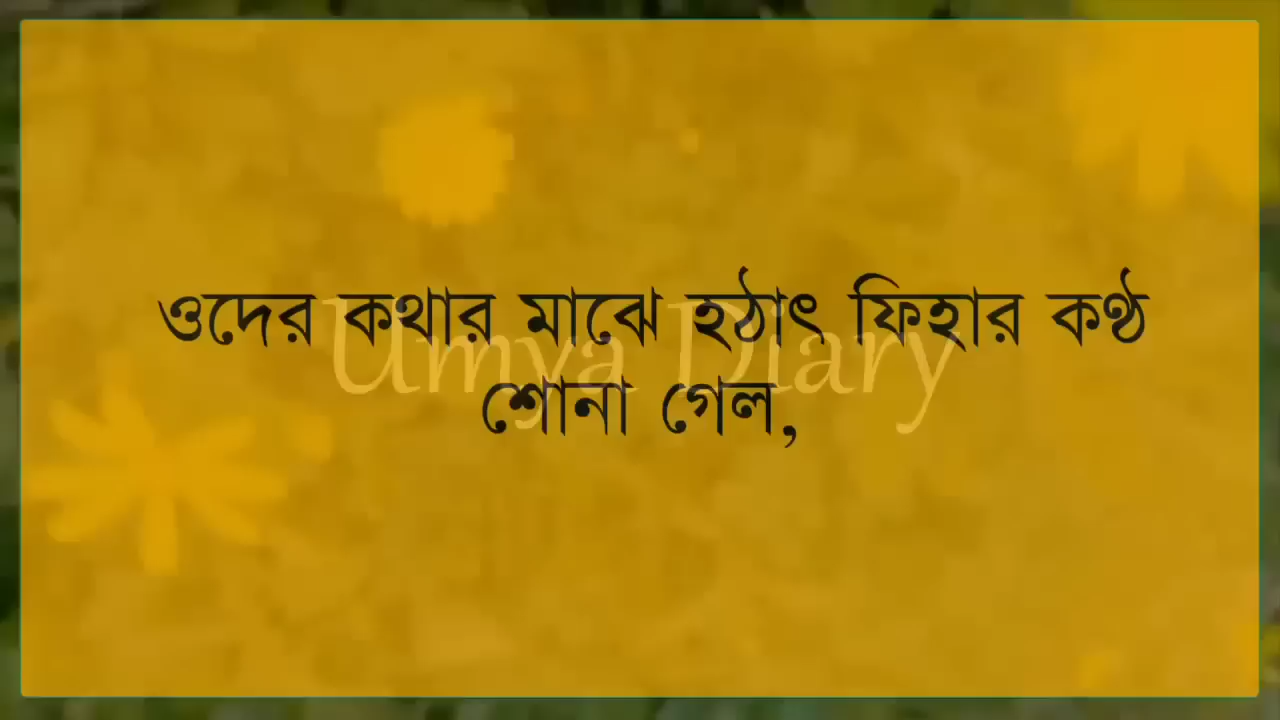 ওদের কথার মাঝে হঠাৎ ফিহার কণ্ঠ
Umya Diary
শোনা গেল,